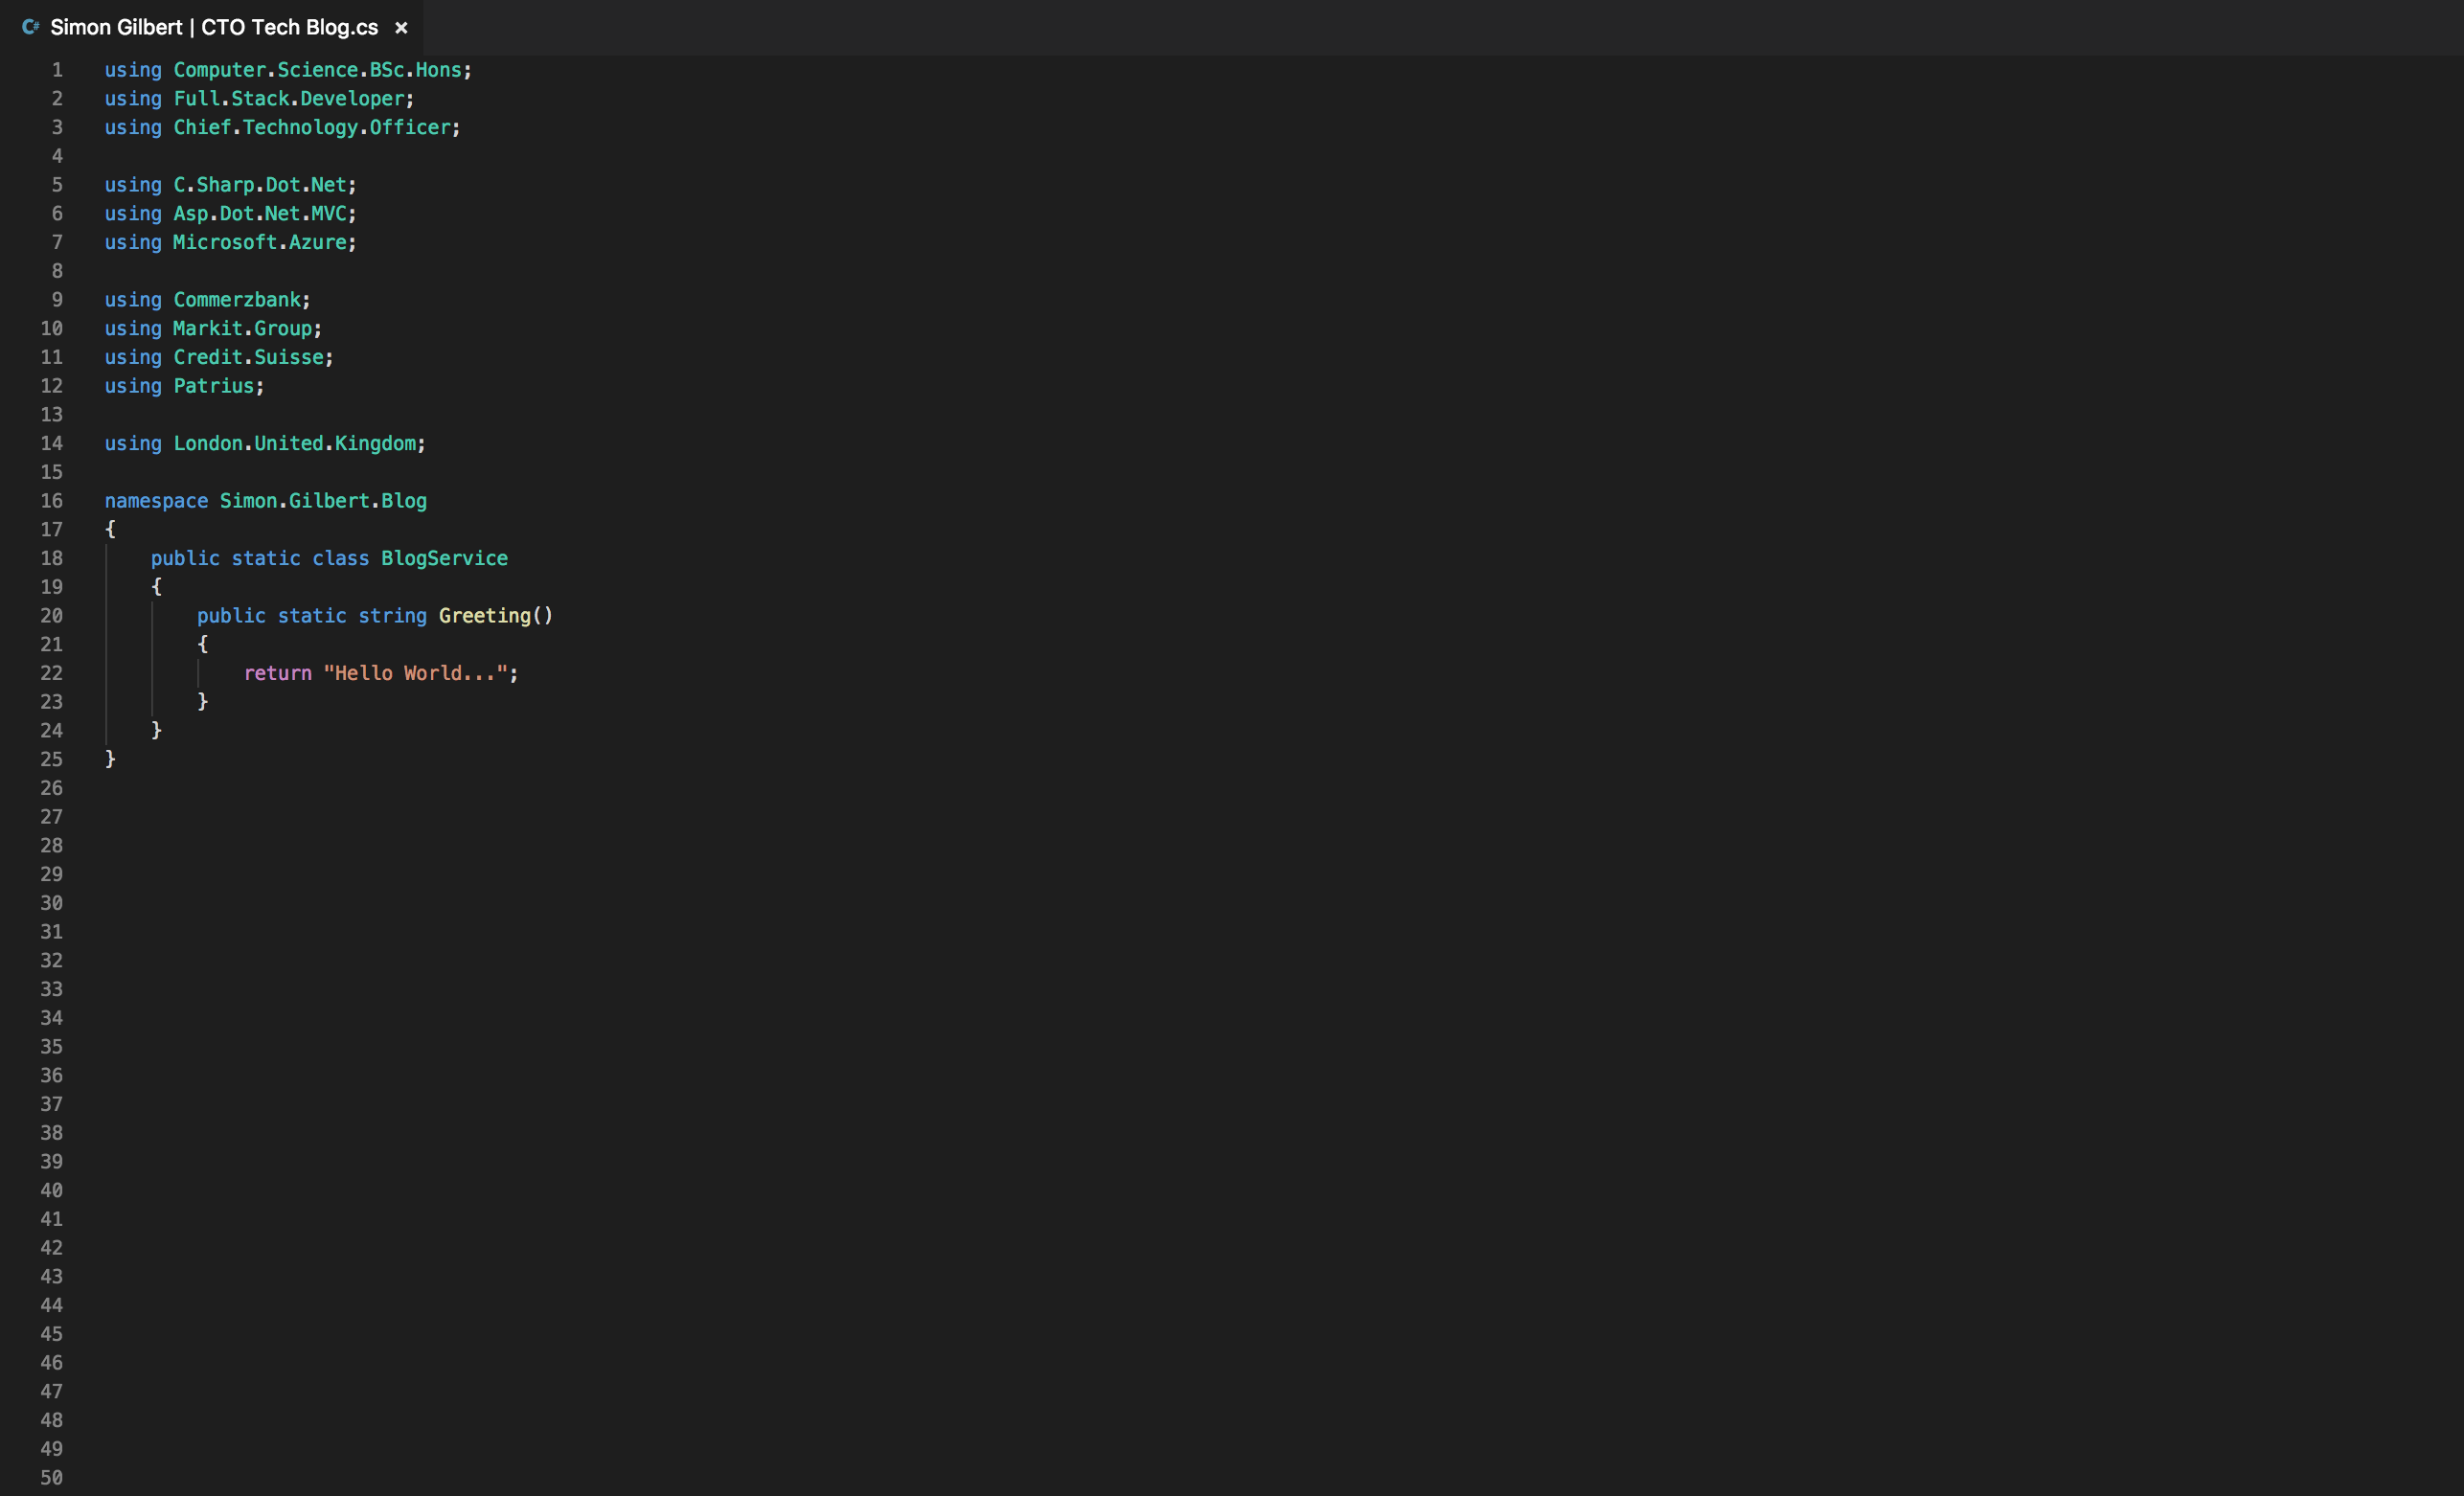 C# Simon Gilbert | CTO Tech Blog.cs ×
1 using Computer.Science.BSc.Hons;
2 using Full.Stack.Developer;
3 using Chief.Technology.Officer;
4
5 using C.Sharp.Dot.Net;
6 using Asp.Dot.Net.MVC;
7 using Microsoft.Azure;
8
9 using Commerzbank;
10 using Markit.Group;
11 using Credit.Suisse;
12 using Patrius;
13
14 using London.United.Kingdom;
15
16 namespace Simon.Gilbert.Blog
17 {
18     public static class BlogService
19     {
20         public static string Greeting()
21         {
22             return "Hello World...";
23         }
24     }
25 }
26
27
28
29
30
31
32
33
34
35
36
37
38
39
40
41
42
43
44
45
46
47
48
49
50